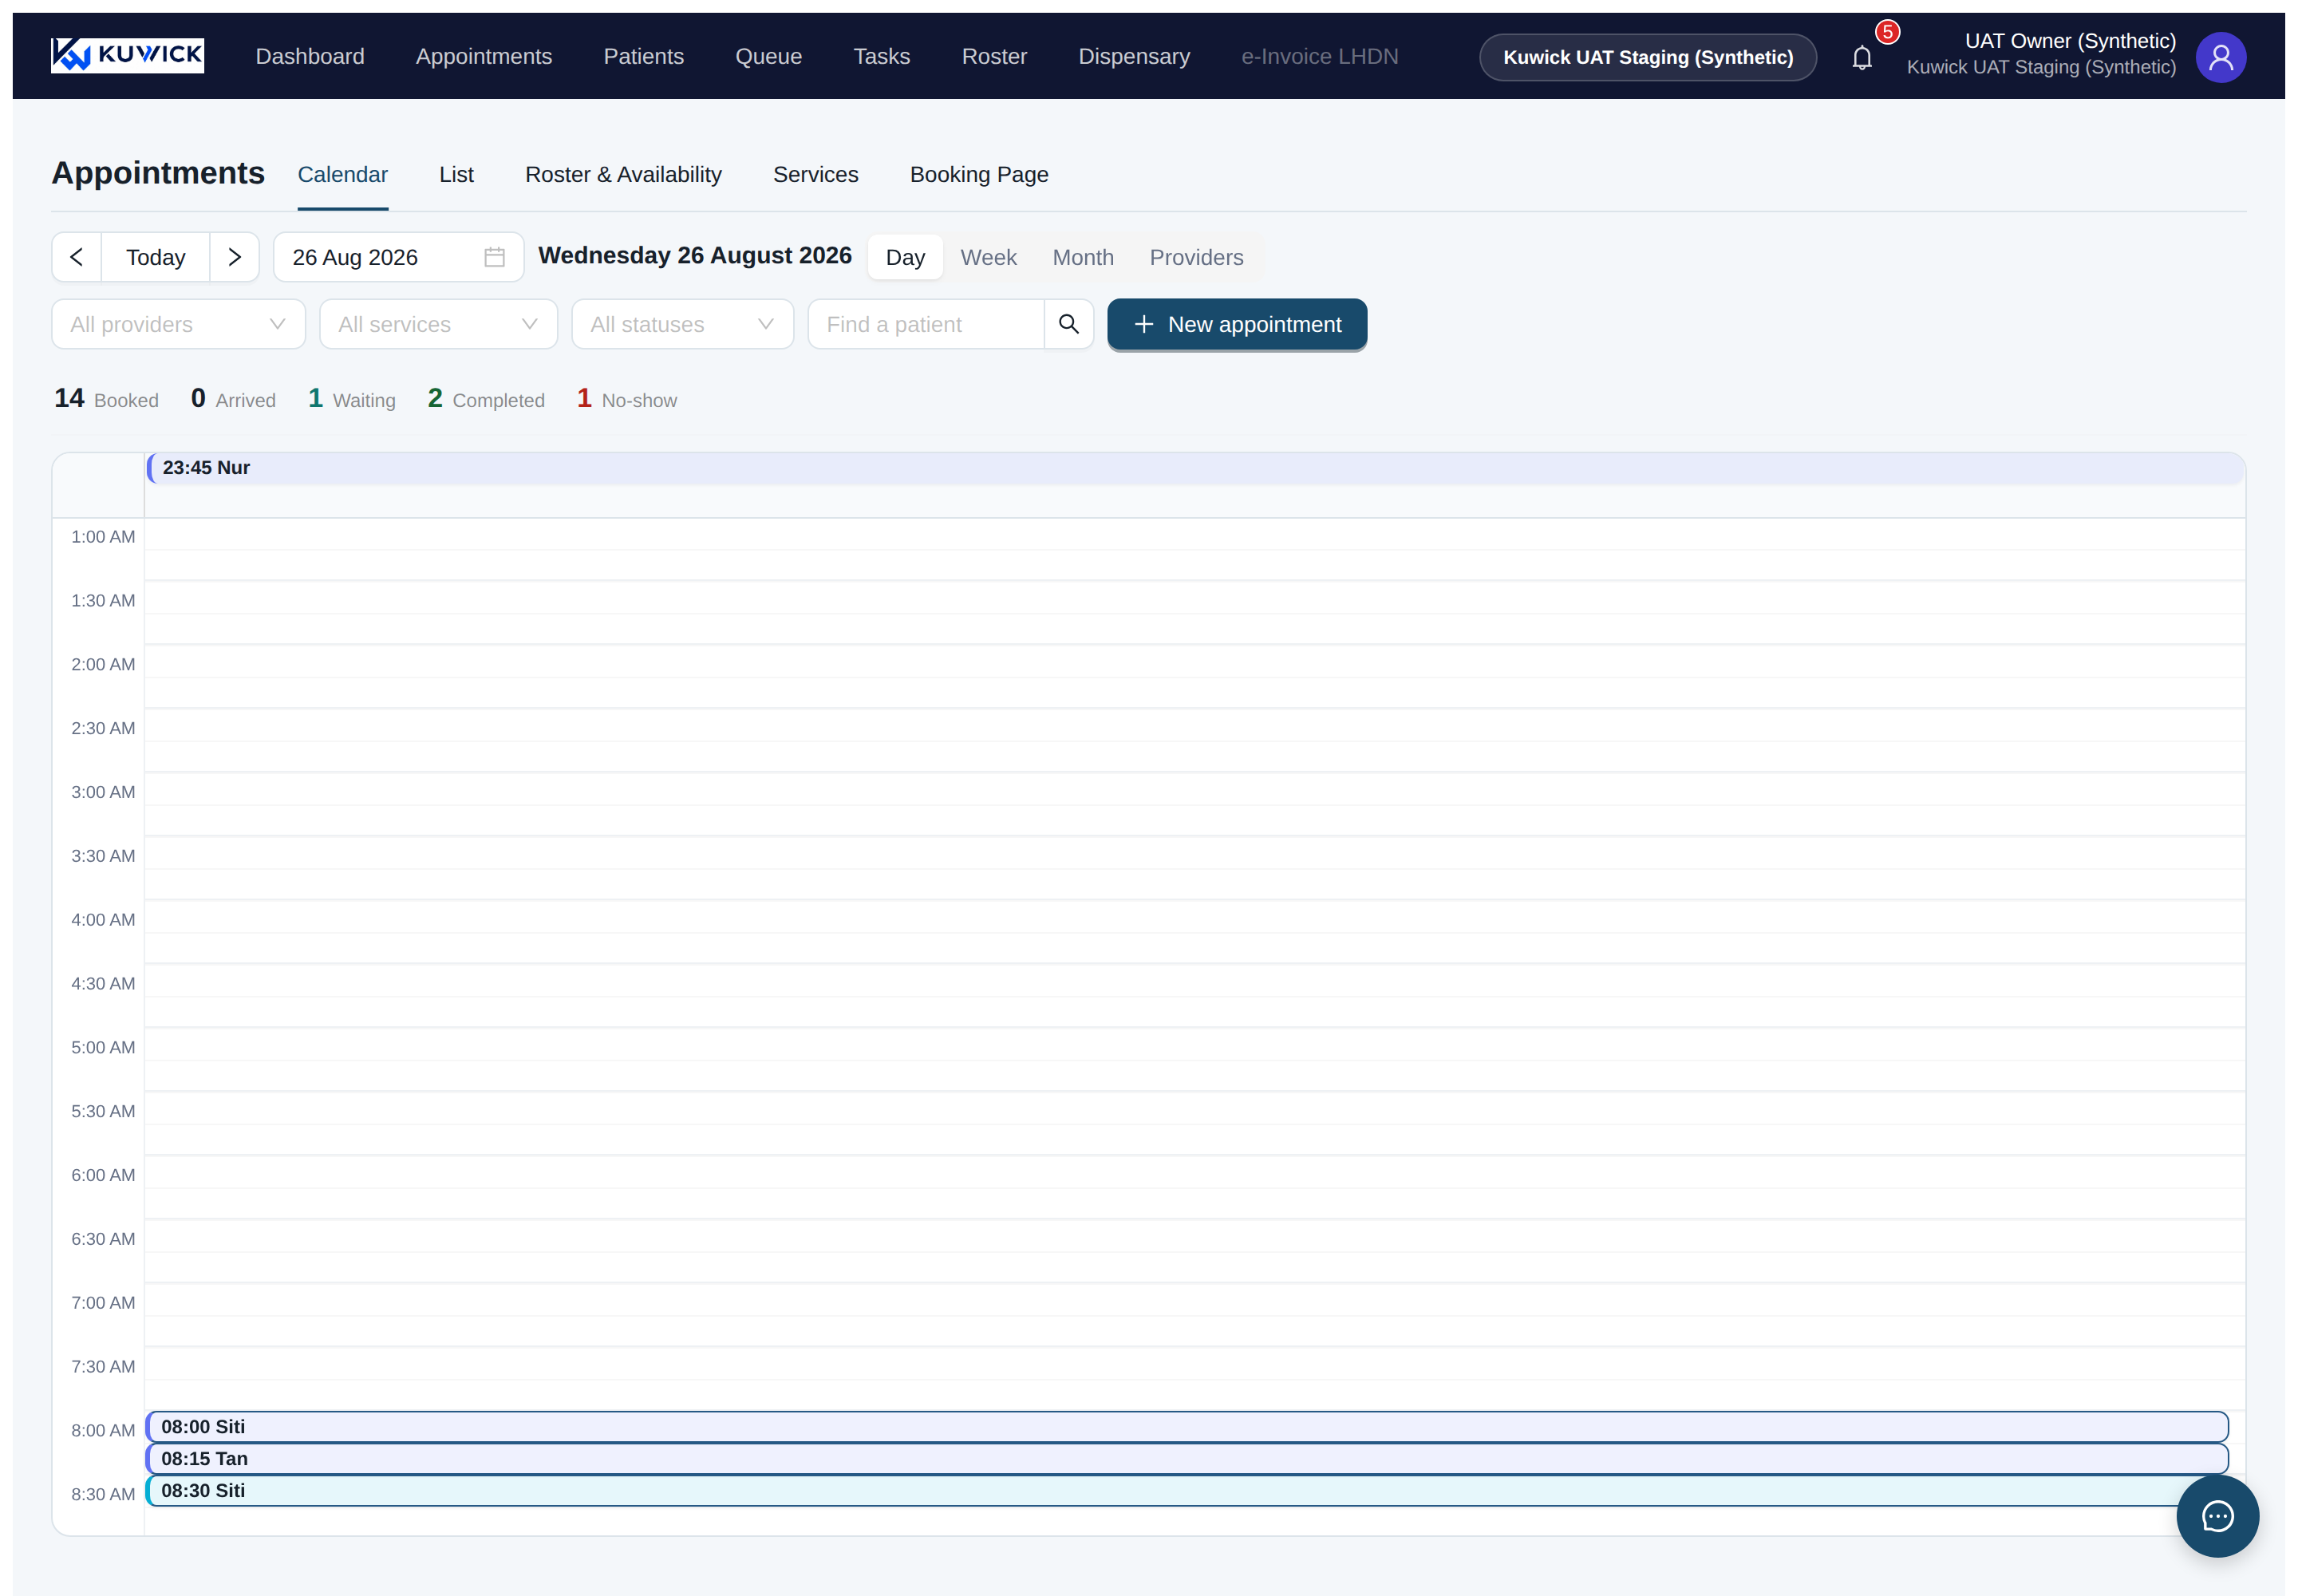 KUWICK Dashboard Appointments Patients Queue Tasks Roster Dispensary e-Invoice LHDN Kuwick UAT Staging (Synthetic) 5 UAT Owner (Synthetic)
Kuwick UAT Staging (Synthetic)
Appointments Calendar List Roster & Availability Services Booking Page
Today 26 Aug 2026 Wednesday 26 August 2026 Day Week Month Providers
All providers All services All statuses Find a patient New appointment
14 Booked 0 Arrived 1 Waiting 2 Completed 1 No-show
23:45 Nur
1:00 AM
1:30 AM
2:00 AM
2:30 AM
3:00 AM
3:30 AM
4:00 AM
4:30 AM
5:00 AM
5:30 AM
6:00 AM
6:30 AM
7:00 AM
7:30 AM
8:00 AM 08:00 Siti
08:15 Tan
8:30 AM 08:30 Siti